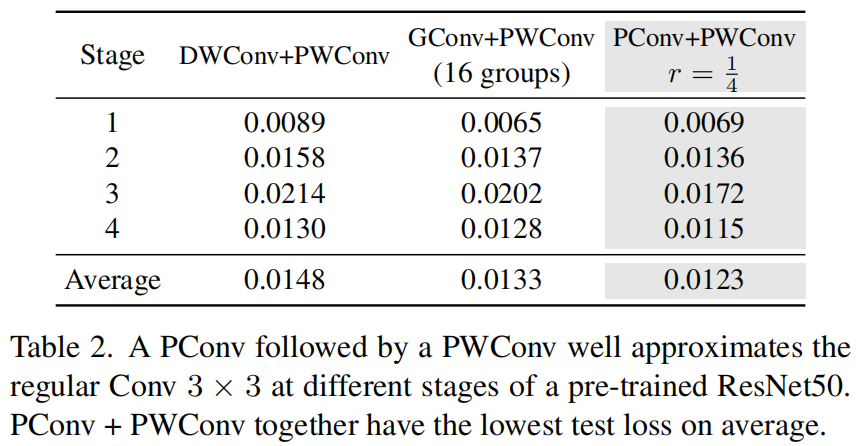 Stage DWConv+PWConv GConv+PWConv (16 groups) PConv+PWConv r = 1/4
1 0.0089 0.0065 0.0069
2 0.0158 0.0137 0.0136
3 0.0214 0.0202 0.0172
4 0.0130 0.0128 0.0115
Average 0.0148 0.0133 0.0123
Table 2. A PConv followed by a PWConv well approximates the
regular Conv 3 × 3 at different stages of a pre-trained ResNet50.
PConv + PWConv together have the lowest test loss on average.